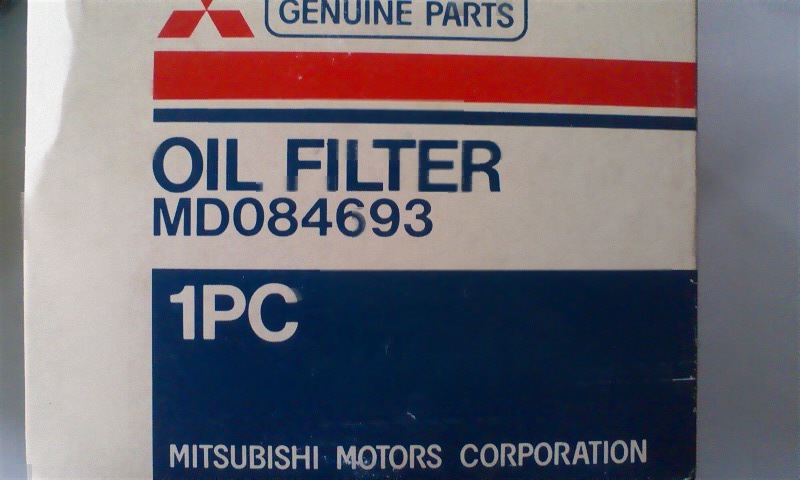 GENUINE PARTS
OIL FILTER
MD084693
1PC
MITSUBISHI MOTORS CORPORATION